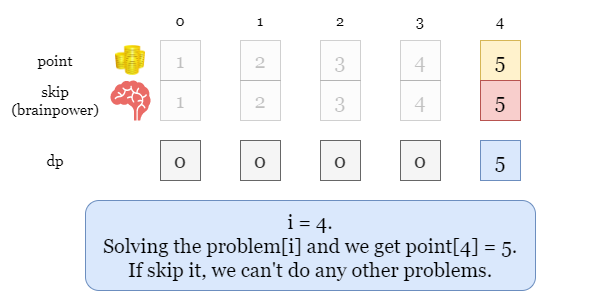 0 1 2 3 4
point 1 2 3 4 5
skip
(brainpower) 1 2 3 4 5
dp 0 0 0 0 5
i = 4.
Solving the problem[i] and we get point[4] = 5.
If skip it, we can't do any other problems.